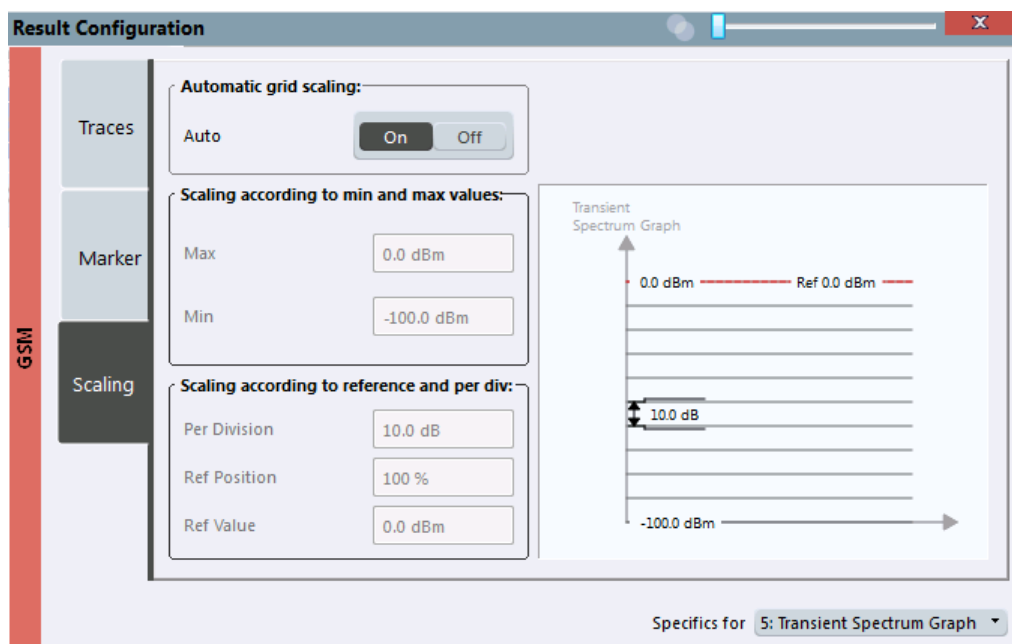 Result Configuration
X
GSM
Traces
Marker
Scaling
Automatic grid scaling:
Auto
On
Off
Scaling according to min and max values:
Max
0.0 dBm
Min
-100.0 dBm
Scaling according to reference and per div:
Per Division
10.0 dB
Ref Position
100 %
Ref Value
0.0 dBm
Transient
Spectrum Graph
0.0 dBm
Ref 0.0 dBm
10.0 dB
-100.0 dBm
Specifics for
5: Transient Spectrum Graph